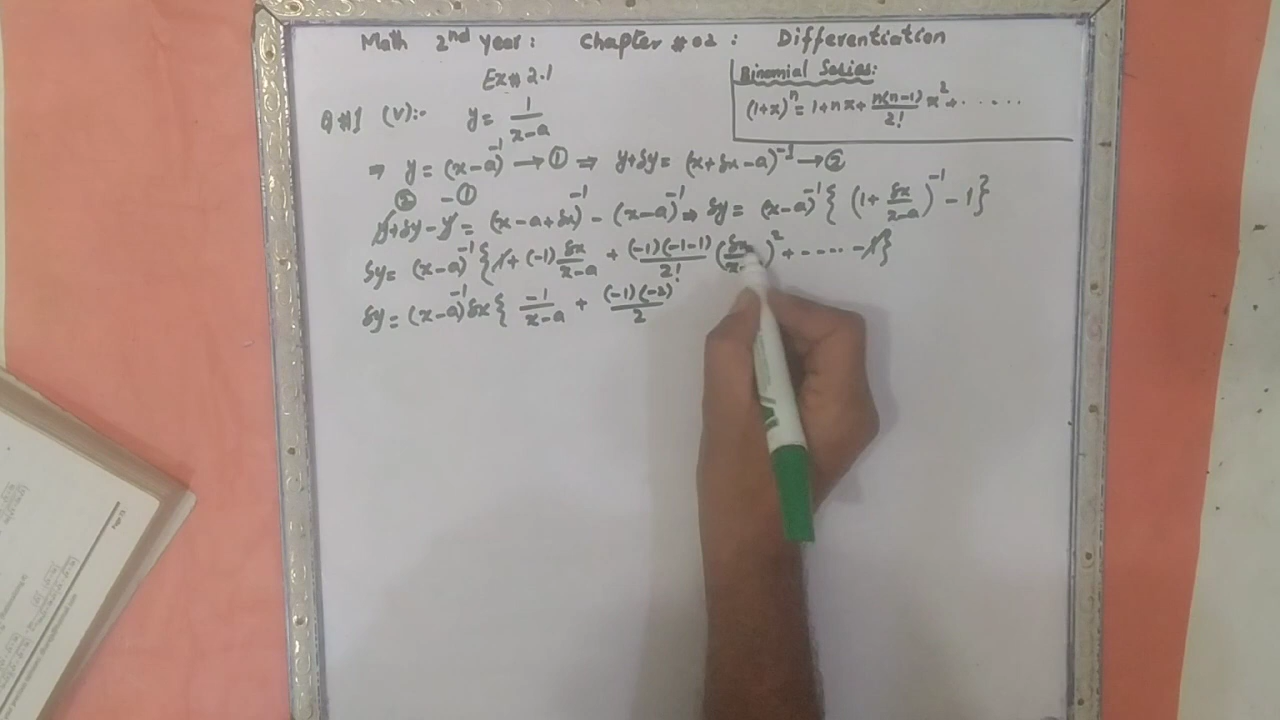 Math 2nd year: Chapter # 02: Differentiation
Ex# 2.1
Binomial Series:
(1+x)^n = 1+nx+ n(n-1)/2! x^2 + ......
Q#1 (v):- y = 1/(x-a)
⇒ y = (x-a)^-1 → ① ⇒ y+δy = (x+δx-a)^-1 → ②
② - ①
y+δy-y = (x-a+δx)^-1 - (x-a)^-1 ⇒ δy = (x-a)^-1 { (1+ δx/(x-a))^-1 - 1 }
δy = (x-a)^-1 { 1 + (-1) δx/(x-a) + (-1)(-1-1)/2! (δx/x- )^2 + ..... - 1 }
δy = (x-a)^-1 δx { -1/(x-a) + (-1)(-2)/2